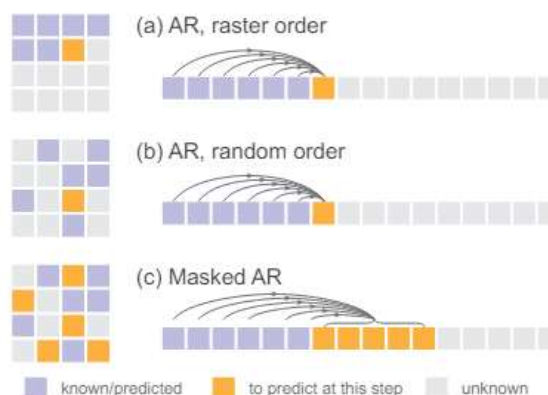 (a) AR, raster order
(b) AR, random order
(c) Masked AR
known/predicted to predict at this step unknown